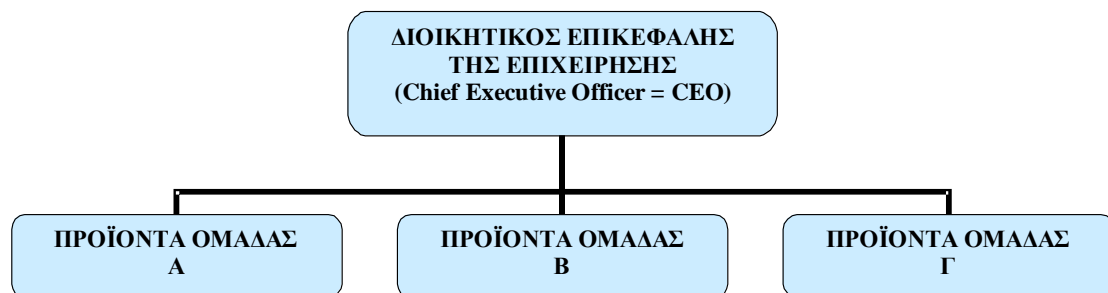 ΔΙΟΙΚΗΤΙΚΟΣ ΕΠΙΚΕΦΑΛΗΣ
ΤΗΣ ΕΠΙΧΕΙΡΗΣΗΣ
(Chief Executive Officer = CEO)
ΠΡΟΪΟΝΤΑ ΟΜΑΔΑΣ
Α
ΠΡΟΪΟΝΤΑ ΟΜΑΔΑΣ
Β
ΠΡΟΪΟΝΤΑ ΟΜΑΔΑΣ
Γ